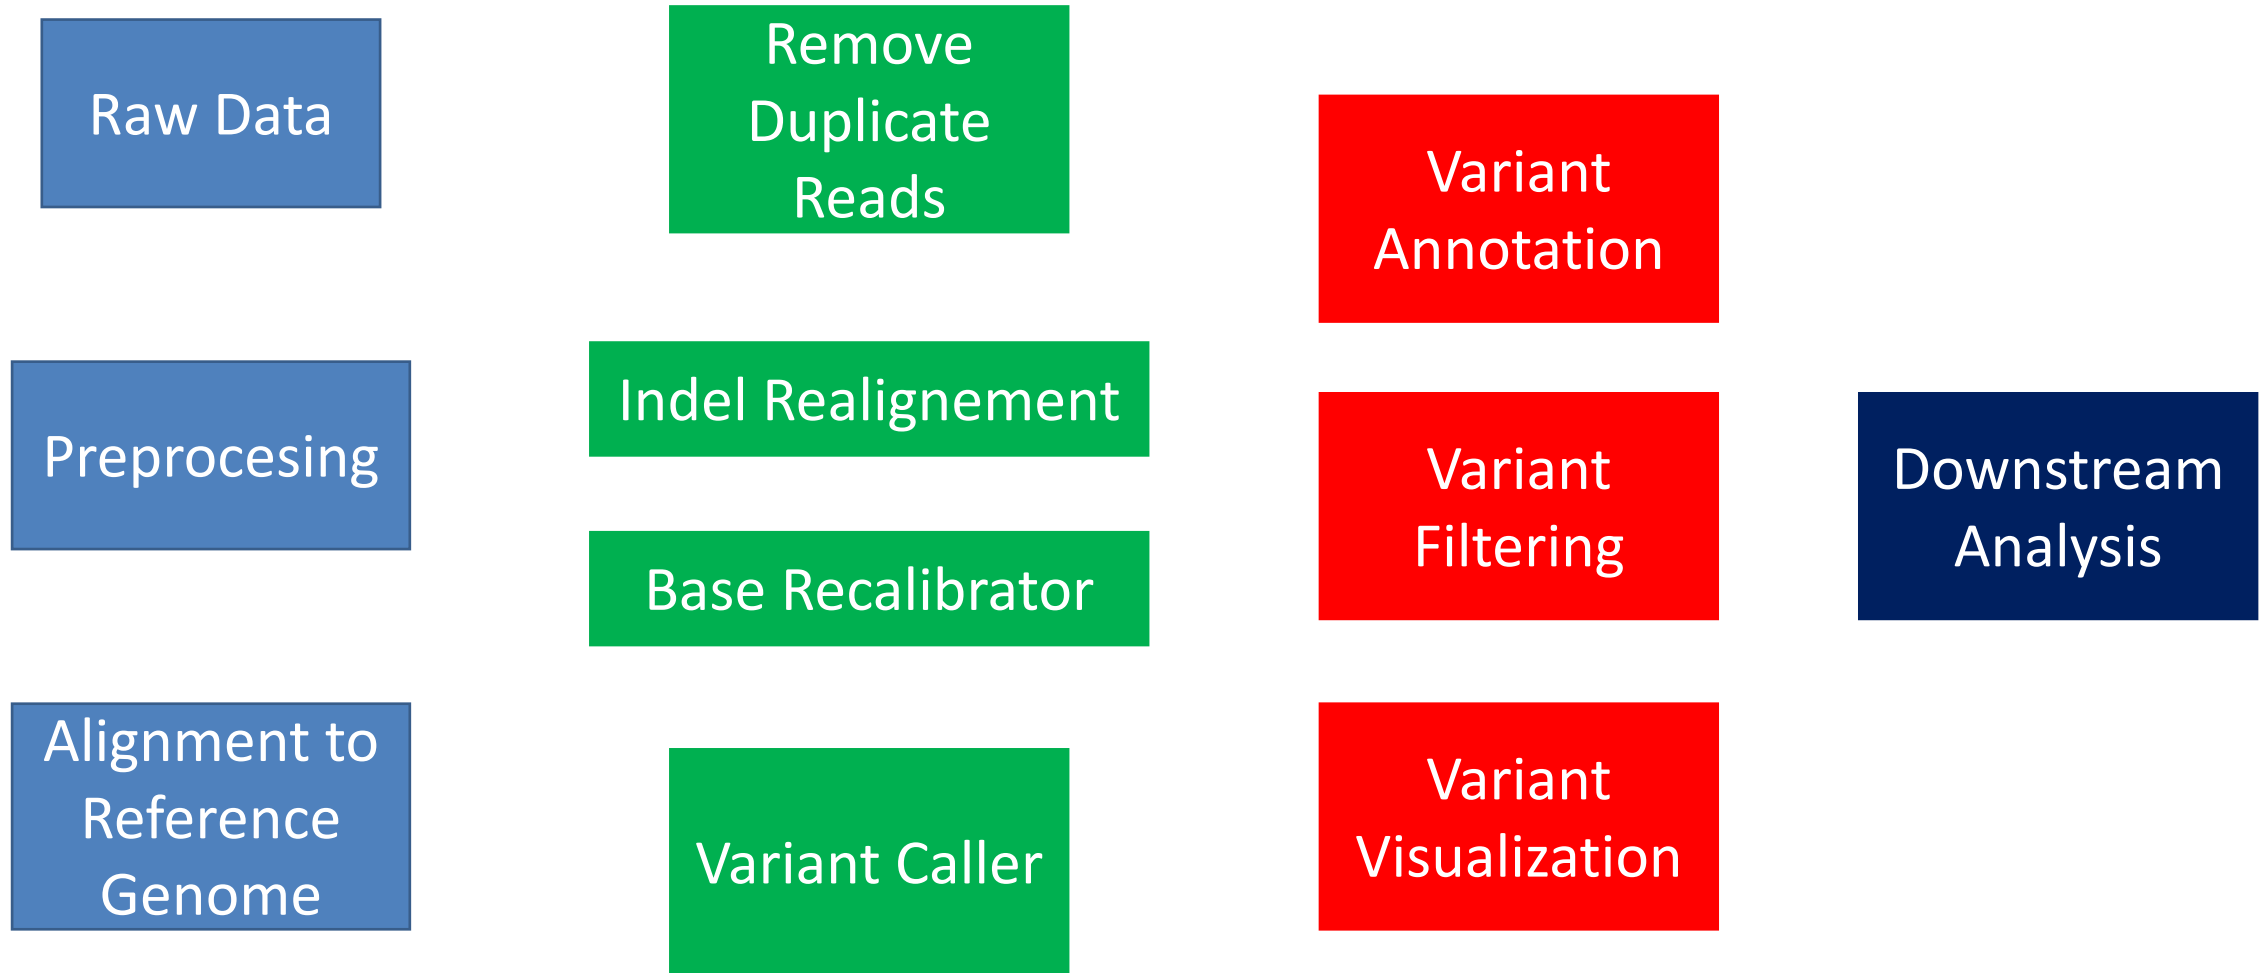 Raw Data
Preprocesing
Alignment to
Reference
Genome
Remove
Duplicate
Reads
Indel Realignement
Base Recalibrator
Variant Caller
Variant
Annotation
Variant
Filtering
Variant
Visualization
Downstream
Analysis